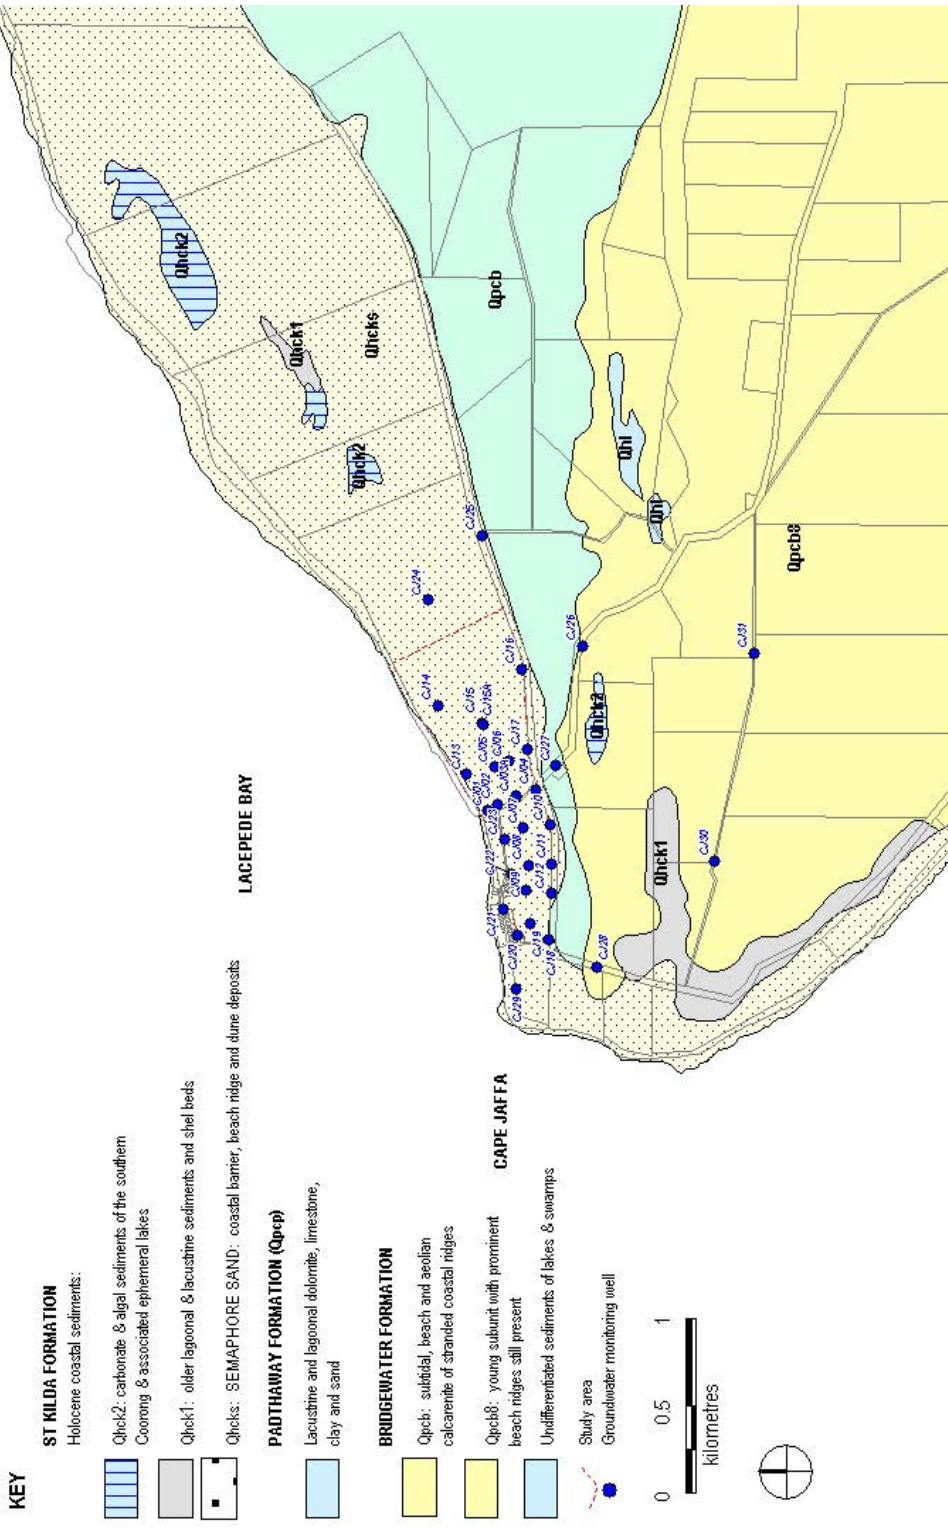 KEY
ST KILDA FORMATION
Holocene coastal sediments:
Qhck2: carbonate & algal sediments of the southern
Coorong & associated ephemeral lakes
Qhck1: older lagoonal & lacustrine sediments and shel beds
Qhcks: SEMAPHORE SAND: coastal barrier, beach ridge and dune deposits
PADTHAWAY FORMATION (Qpcp)
Lacustrine and lagoonal dolomite, limestone,
clay and sand
BRIDGEWATER FORMATION
Qpcb: subtidal, beach and aeolian
calcarenite of stranded coastal ridges
Qpcb8: young subunit with prominent
beach ridges still present
Undifferentiated sediments of lakes & swamps
Study area
Groundwater monitoring well
0
0.5
1
kilometres
LACEPEDE BAY
CAPE JAFFA
Qhck2
Qhck1
Qhcks
Qhck2
Qpcb
Qhl
Qhl
Qpcb8
Qhck2
Qhck1
CJ25
CJ24
CJ26
CJ31
CJ16
CJ14
CJ15
CJ15A
CJ17
CJ27
CJ13
CJ05
CJ06
CJ03A
CJ04
CJ01
CJ02
CJ07
CJ10
CJ23
CJ08
CJ11
CJ22
CJ09
CJ12
CJ30
CJ21
CJ20
CJ19
CJ18
CJ28
CJ29